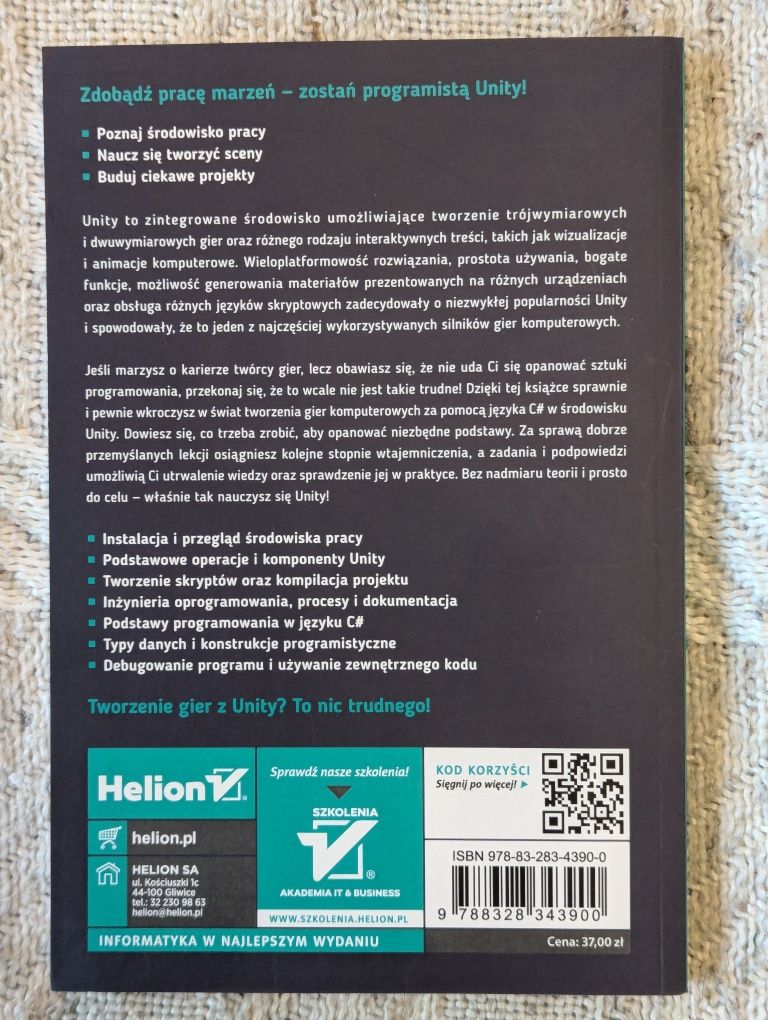 Zdobądź pracę marzeń – zostań programistą Unity!
Poznaj środowisko pracy
Naucz się tworzyć sceny
Buduj ciekawe projekty
Unity to zintegrowane środowisko umożliwiające tworzenie trójwymiarowych
i dwuwymiarowych gier oraz różnego rodzaju interaktywnych treści, takich jak wizualizacje
i animacje komputerowe. Wieloplatformowość rozwiązania, prostota używania, bogate
funkcje, możliwość generowania materiałów prezentowanych na różnych urządzeniach
oraz obsługa różnych języków skryptowych zadecydowały o niezwykłej popularności Unity
i spowodowały, że to jeden z najczęściej wykorzystywanych silników gier komputerowych.
Jeśli marzysz o karierze twórcy gier, lecz obawiasz się, że nie uda Ci się opanować sztuki
programowania, przekonaj się, że to wcale nie jest takie trudne! Dzięki tej książce sprawnie
i pewnie wkroczysz w świat tworzenia gier komputerowych za pomocą języka C# w środowisku
Unity. Dowiesz się, co trzeba zrobić, aby opanować niezbędne podstawy. Za sprawą dobrze
przemyślanych lekcji osiągniesz kolejne stopnie wtajemniczenia, a zadania i podpowiedzi
umożliwią Ci utrwalenie wiedzy oraz sprawdzenie jej w praktyce. Bez nadmiaru teorii i prosto
do celu – właśnie tak nauczysz się Unity!
Instalacja i przegląd środowiska pracy
Podstawowe operacje i komponenty Unity
Tworzenie skryptów oraz kompilacja projektu
Inżynieria oprogramowania, procesy i dokumentacja
Podstawy programowania w języku C#
Typy danych i konstrukcje programistyczne
Debugowanie programu i używanie zewnętrznego kodu
Tworzenie gier z Unity? To nic trudnego!
Helion®
helion.pl
HELION SA
ul. Kościuszki 1c
44-100 Gliwice
tel.: 32 230 98 63
helion@helion.pl
INFORMATYKA W NAJLEPSZYM WYDANIU
Sprawdź nasze szkolenia!
SZKOLENIA
®
AKADEMIA IT & BUSINESS
WWW.SZKOLENIA.HELION.PL
KOD KORZYŚCI
Sięgnij po więcej!
ISBN 978-83-283-4390-0
9 788328 343900
Cena: 37,00 zł